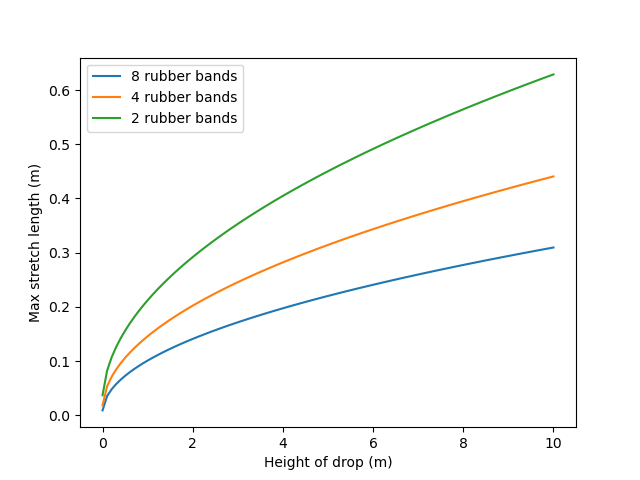 8 rubber bands
4 rubber bands
2 rubber bands
0.6
0.5
0.4
0.3
0.2
0.1
0.0
Max stretch length (m)
0 2 4 6 8 10
Height of drop (m)